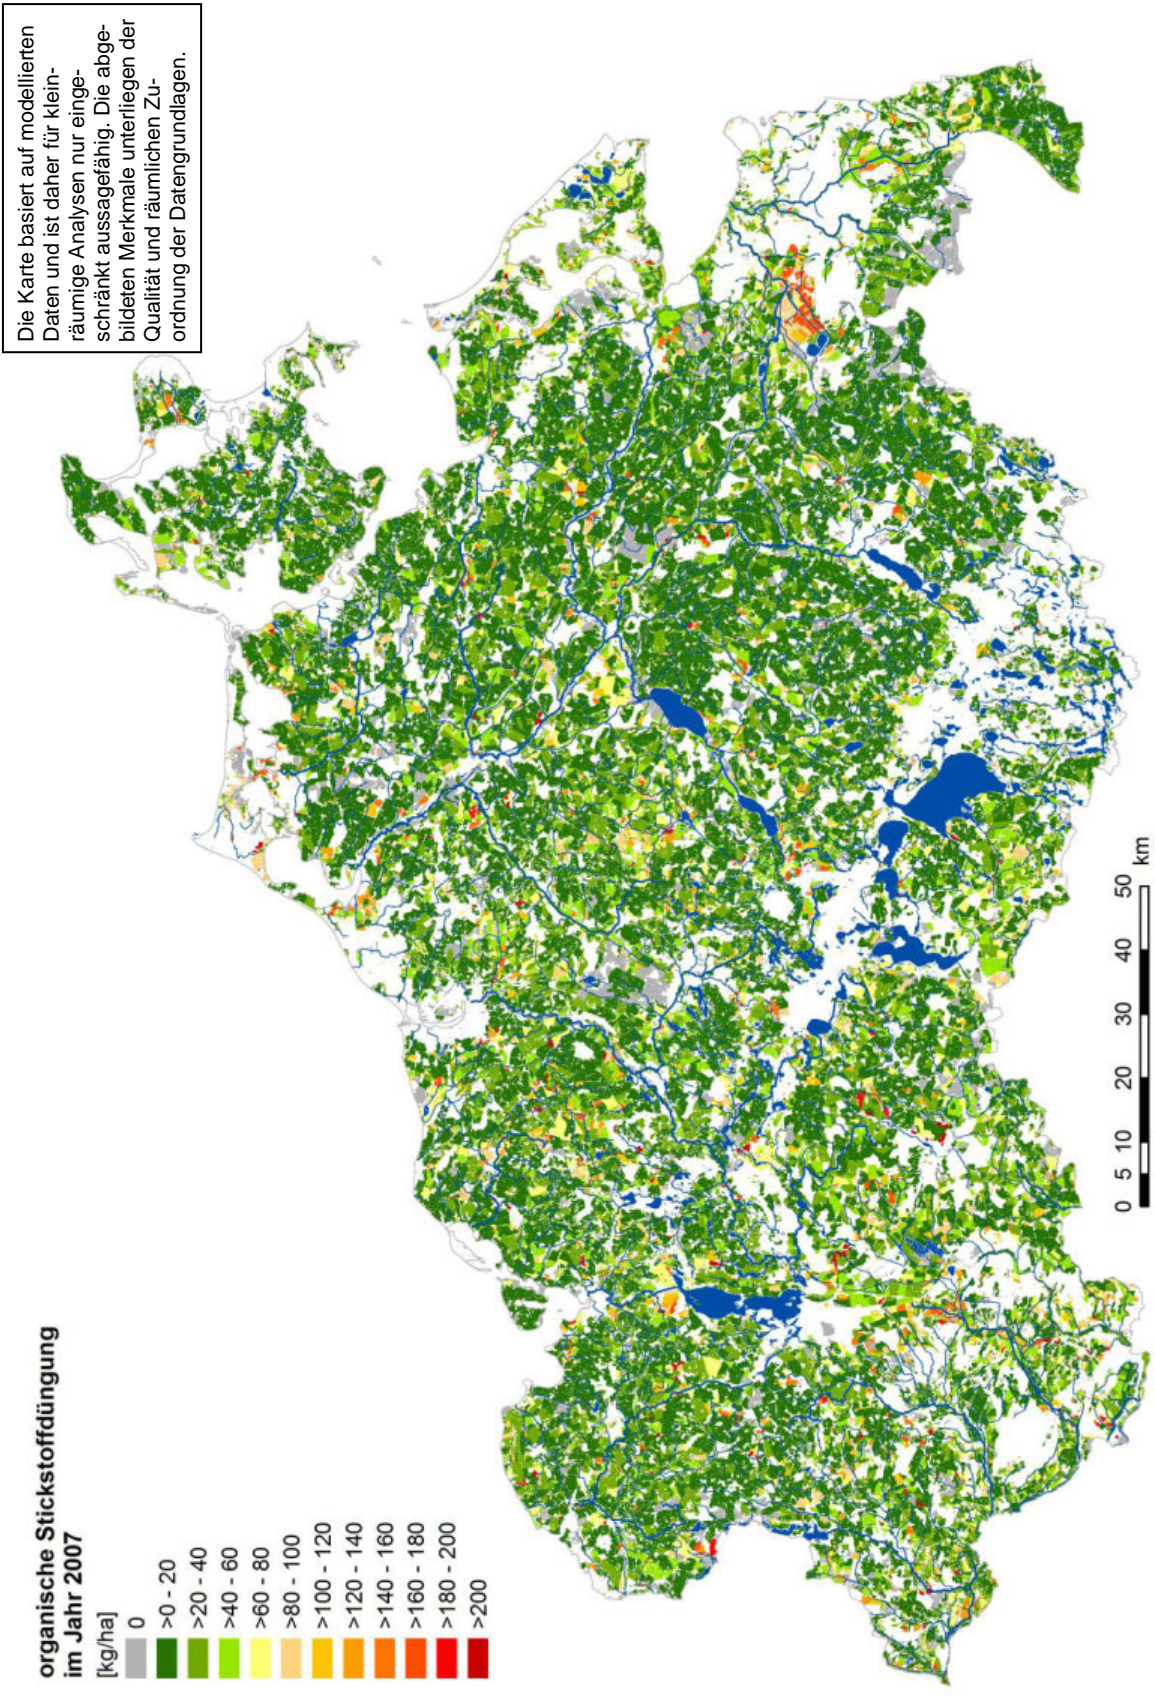 organische Stickstoffdüngung
im Jahr 2007
[kg/ha]
0
>0 - 20
>20 - 40
>40 - 60
>60 - 80
>80 - 100
>100 - 120
>120 - 140
>140 - 160
>160 - 180
>180 - 200
>200
Die Karte basiert auf modellierten
Daten und ist daher für klein-
räumige Analysen nur einge-
schränkt aussagefähig. Die abge-
bildeten Merkmale unterliegen der
Qualität und räumlichen Zu-
ordnung der Datengrundlagen.
0 5 10 20 30 40 50 km